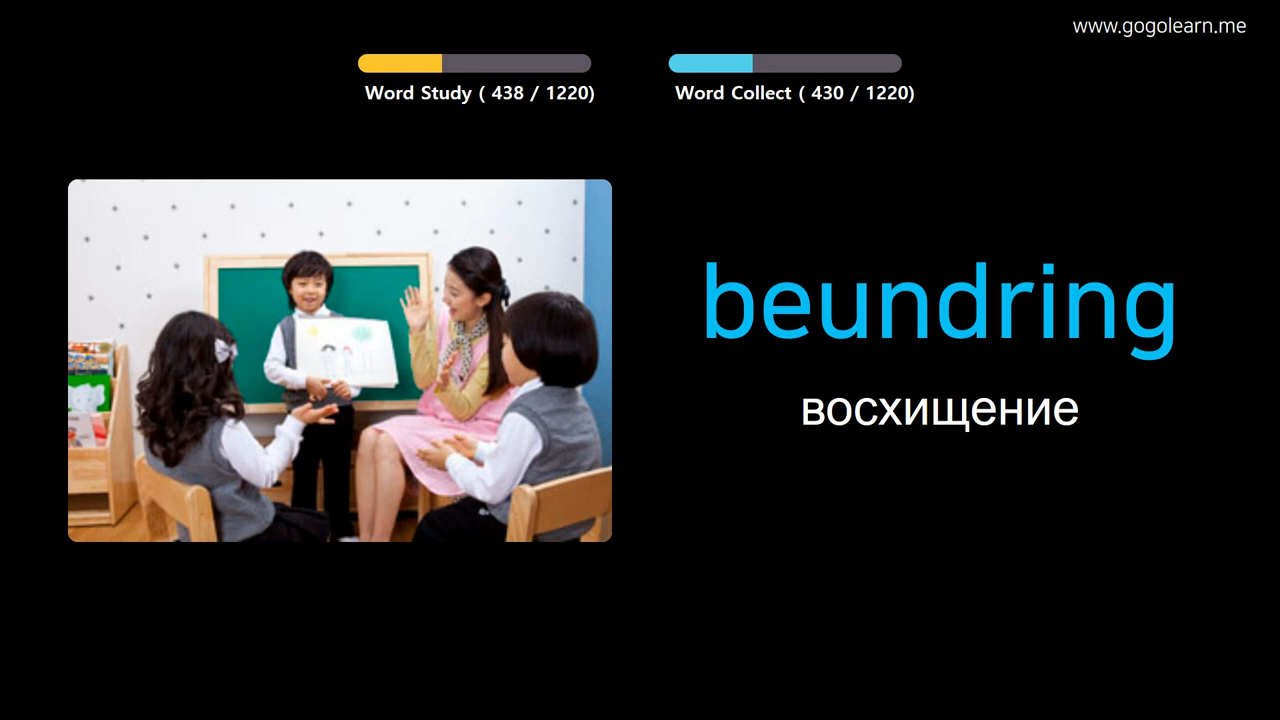 www.gogolearn.me
Word Study ( 438 / 1220)
Word Collect ( 430 / 1220)
beundring
восхищение